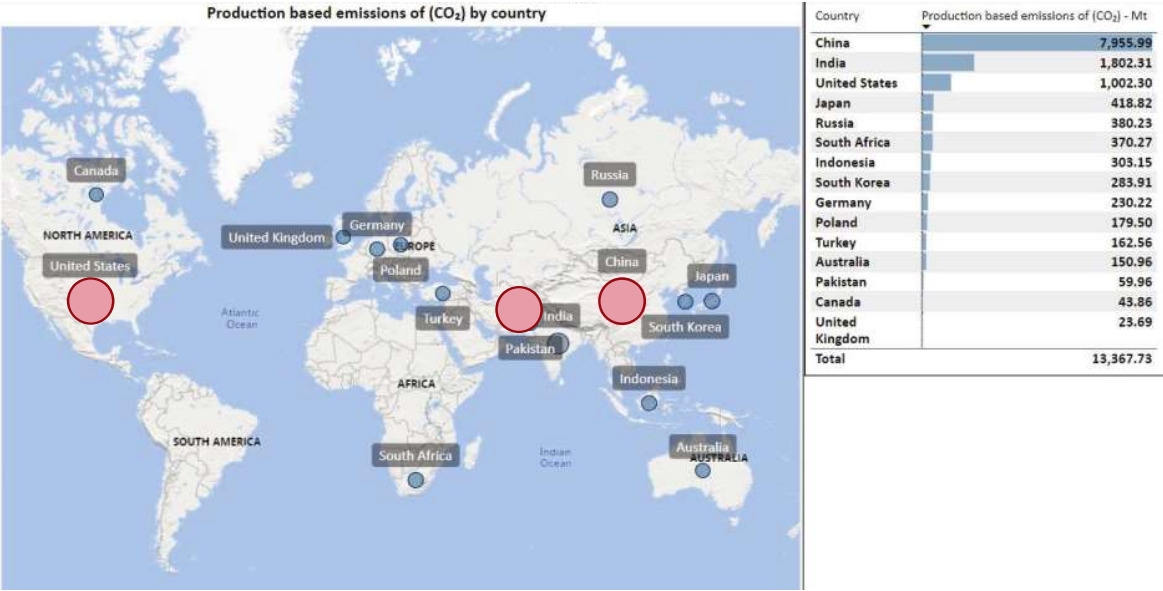 Production based emissions of (CO₂) by country
Canada
Russia
NORTH AMERICA
United Kingdom
Germany
EUROPE
ASIA
United States
Poland
China
Japan
Atlantic
Ocean
Turkey
India
South Korea
Pakistan
Indonesia
AFRICA
SOUTH AMERICA
South Africa
Indian
Ocean
Australia
AUSTRALIA
Country Production based emissions of (CO₂) - Mt
China 7,955.99
India 1,802.31
United States 1,002.30
Japan 418.82
Russia 380.23
South Africa 370.27
Indonesia 303.15
South Korea 283.91
Germany 230.22
Poland 179.50
Turkey 162.56
Australia 150.96
Pakistan 59.96
Canada 43.86
United 23.69
Kingdom
Total 13,367.73